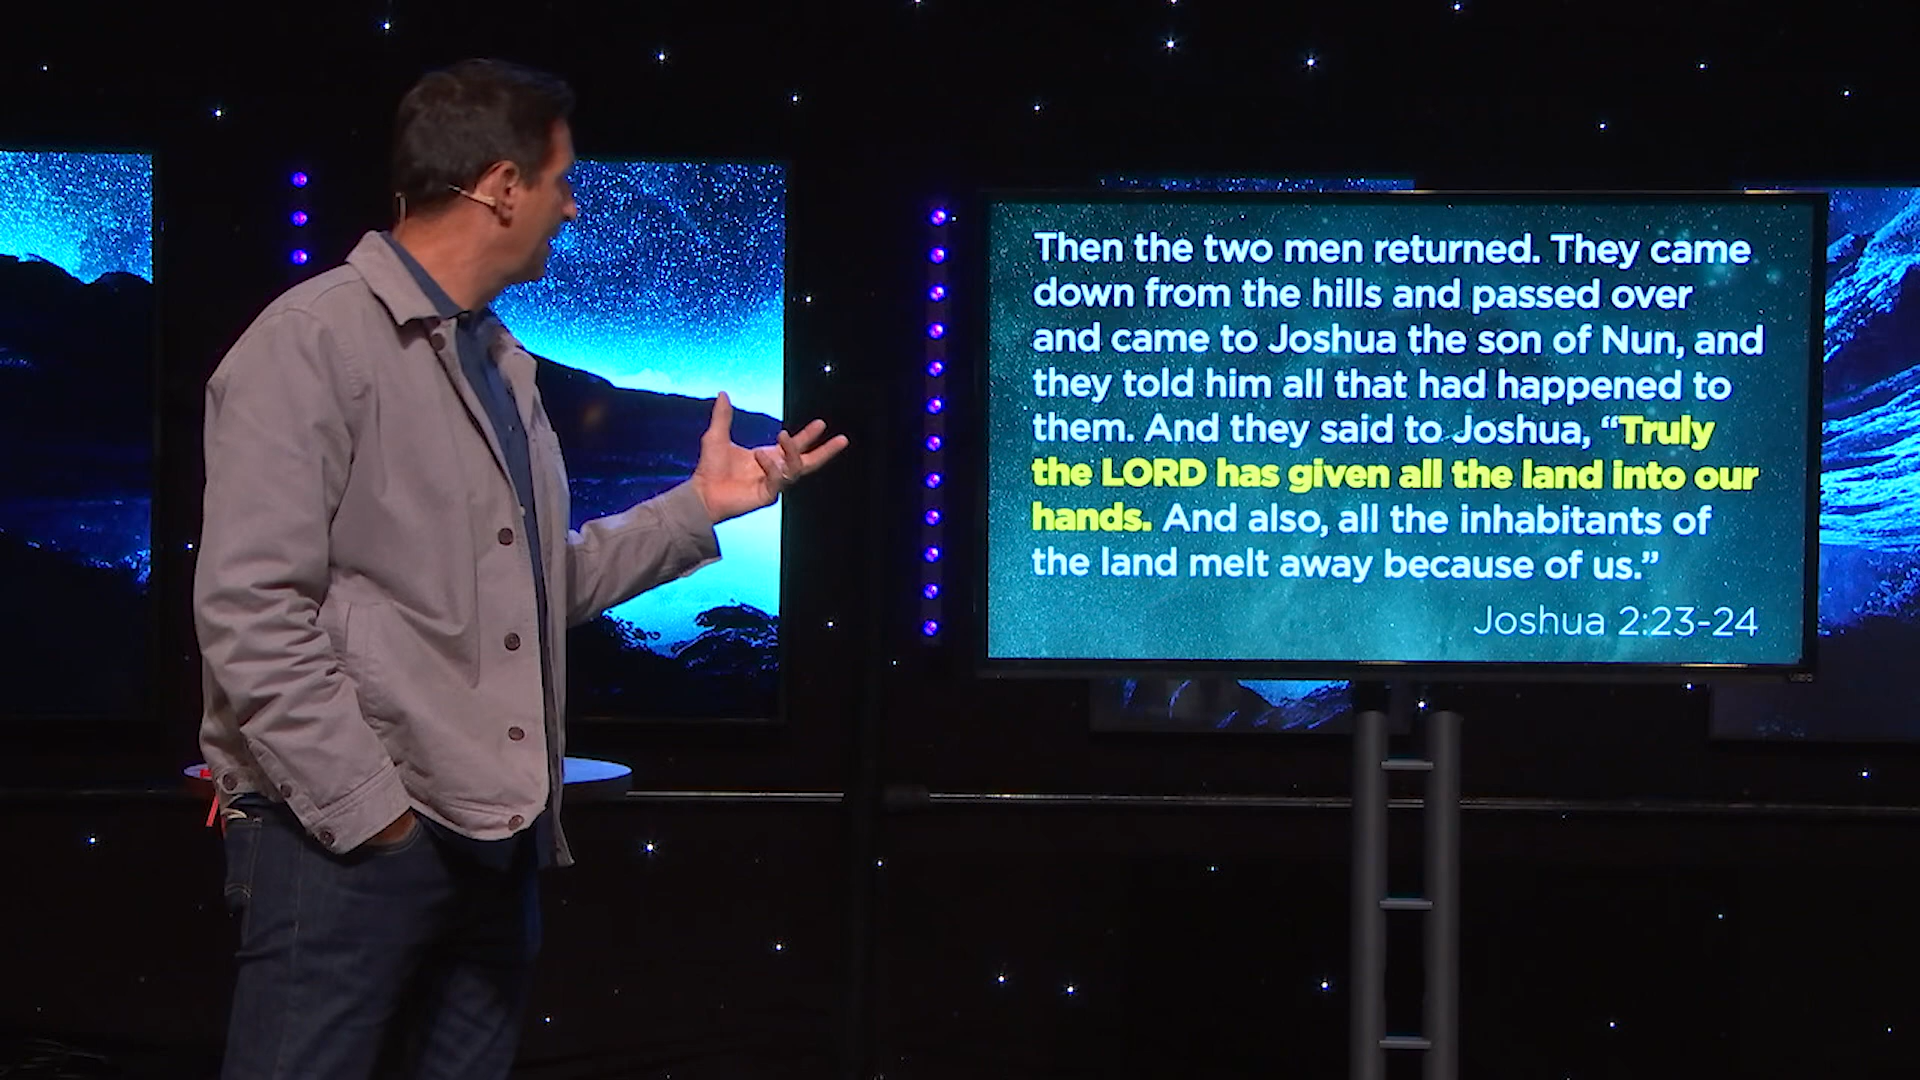 Then the two men returned. They came
down from the hills and passed over
and came to Joshua the son of Nun, and
they told him all that had happened to
them. And they said to Joshua, “Truly
the LORD has given all the land into our
hands. And also, all the inhabitants of
the land melt away because of us.”
Joshua 2:23-24
VIZIO